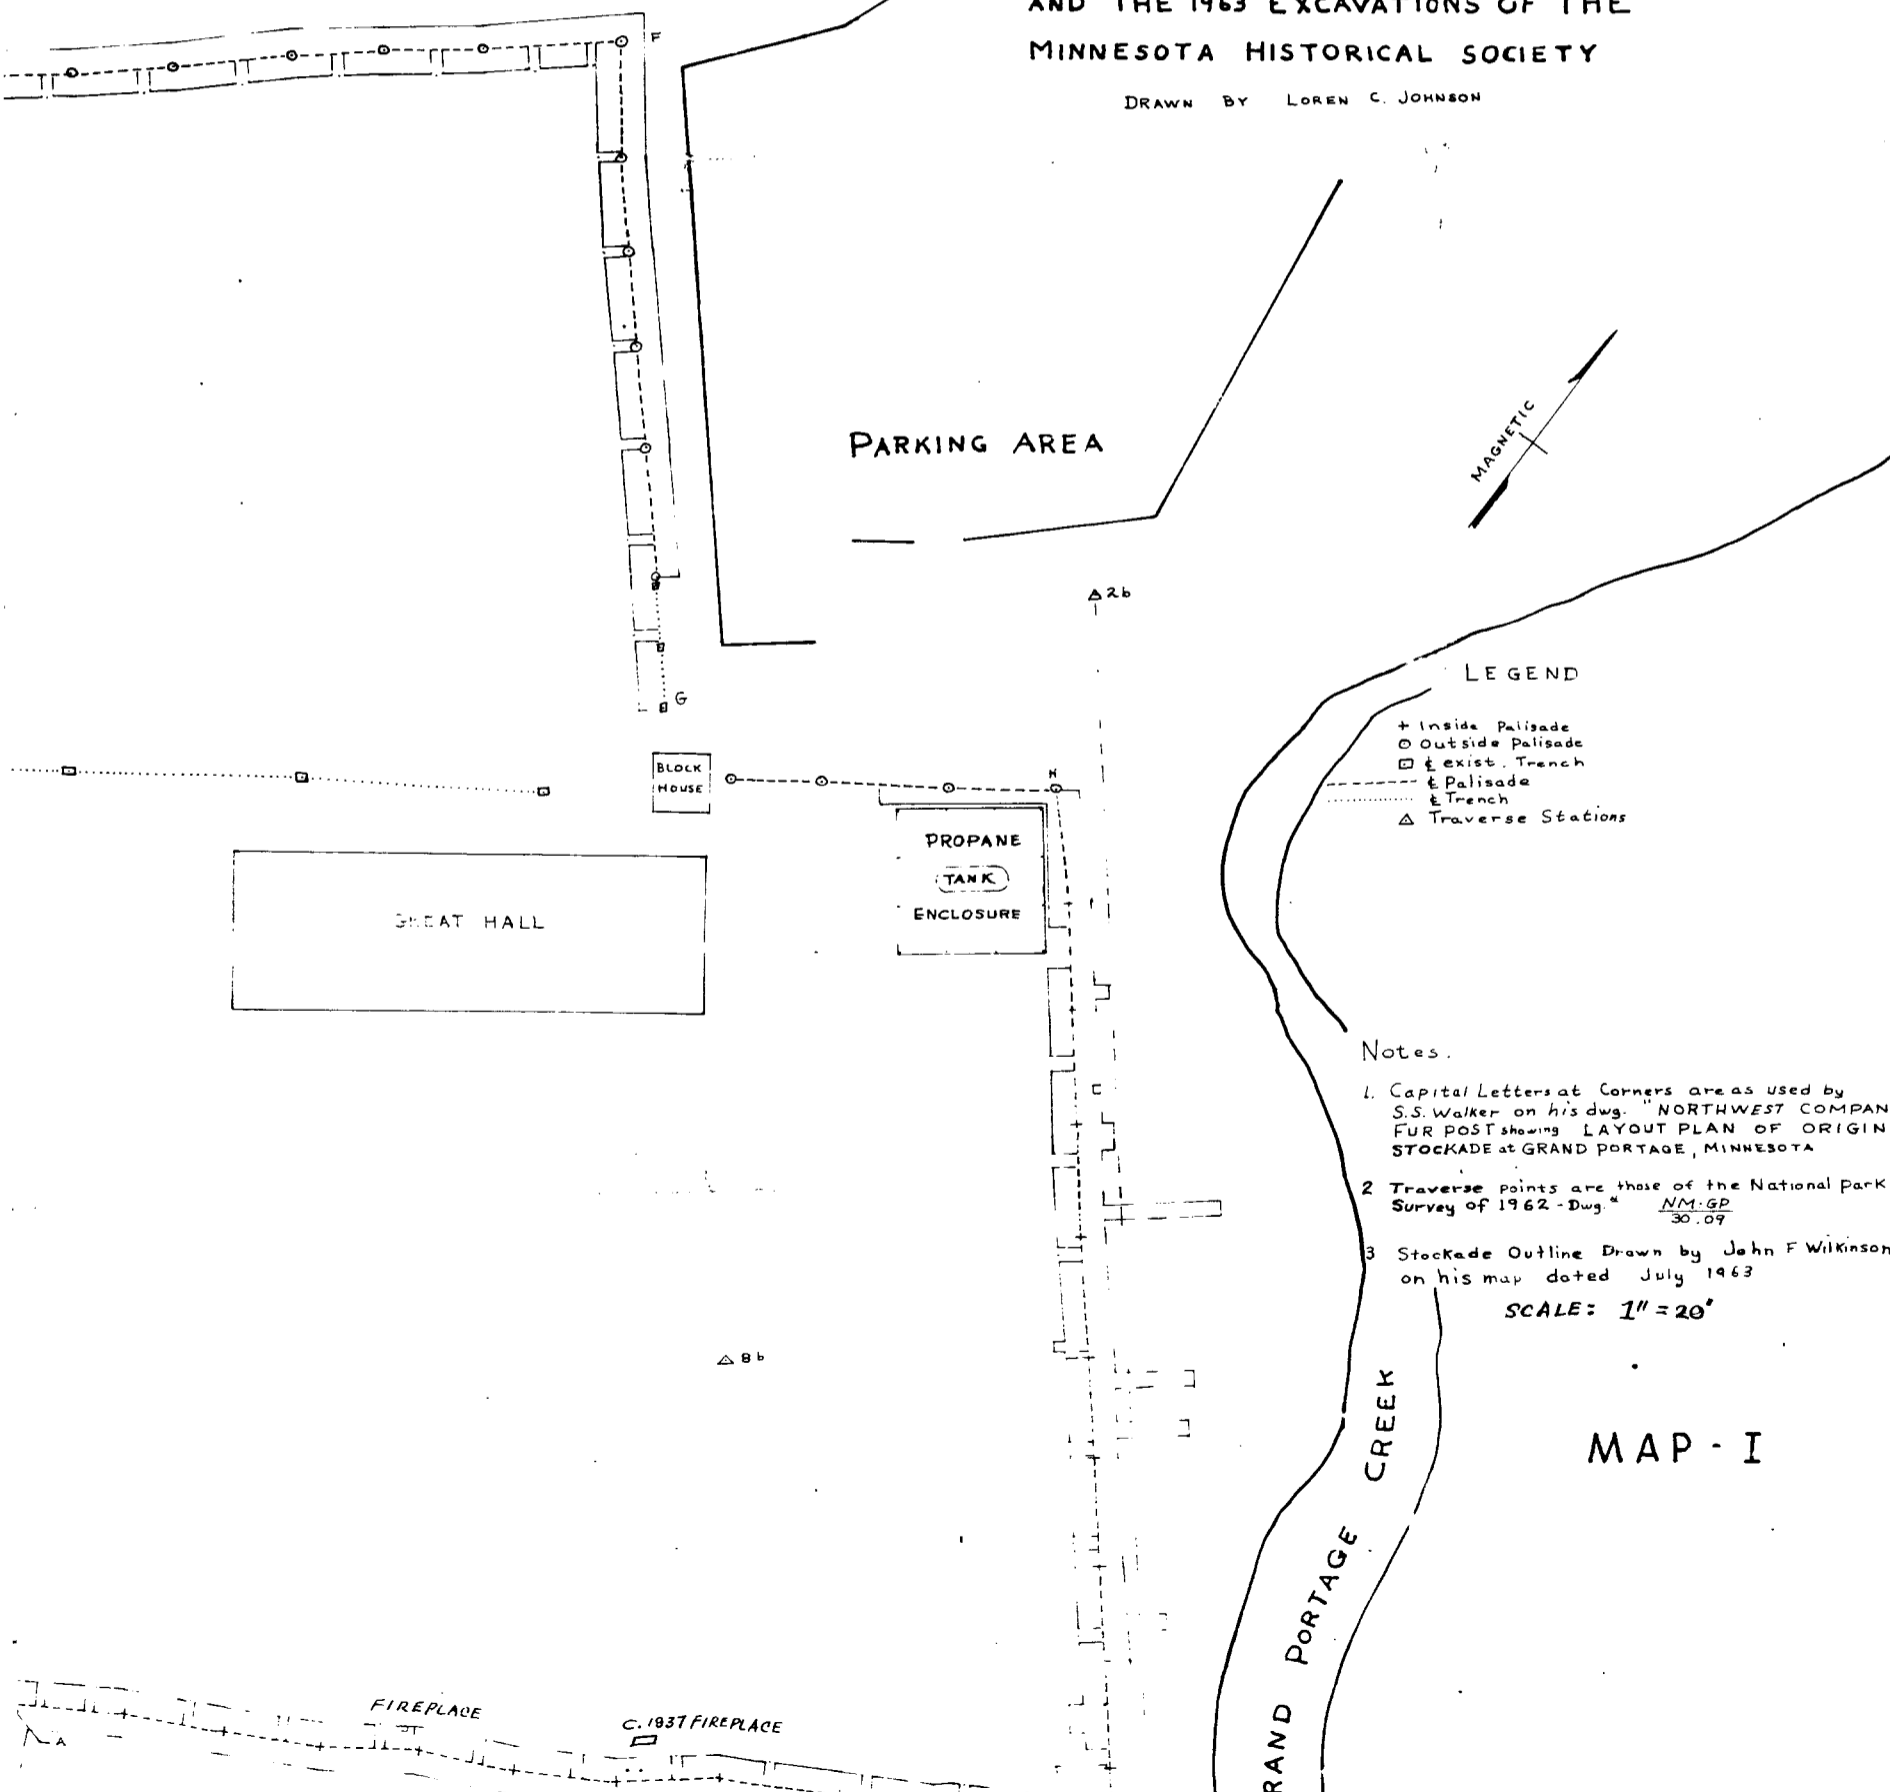 AND THE 1963 EXCAVATIONS OF THE
MINNESOTA HISTORICAL SOCIETY
DRAWN BY LOREN C. JOHNSON
F
PARKING AREA
MAGNETIC
2b
G
LEGEND
+ Inside Palisade
⊙ Outside Palisade
⊡ ℄ exist. Trench
------- ℄ Palisade
.............. ℄ Trench
△ Traverse Stations
BLOCK
HOUSE
H
PROPANE
TANK
ENCLOSURE
GREAT HALL
Notes.
1. Capital Letters at Corners are as used by
S.S. Walker on his dwg. "NORTHWEST COMPAN
FUR POST showing LAYOUT PLAN OF ORIGIN
STOCKADE at GRAND PORTAGE, MINNESOTA
2 Traverse points are those of the National Park
Survey of 1962 - Dwg. # NM-GP
30.09
3 Stockade Outline Drawn by John F Wilkinson
on his map dated July 1963
SCALE: 1" = 20'
8b
MAP - I
RAND PORTAGE CREEK
FIREPLACE
C. 1937 FIREPLACE
A